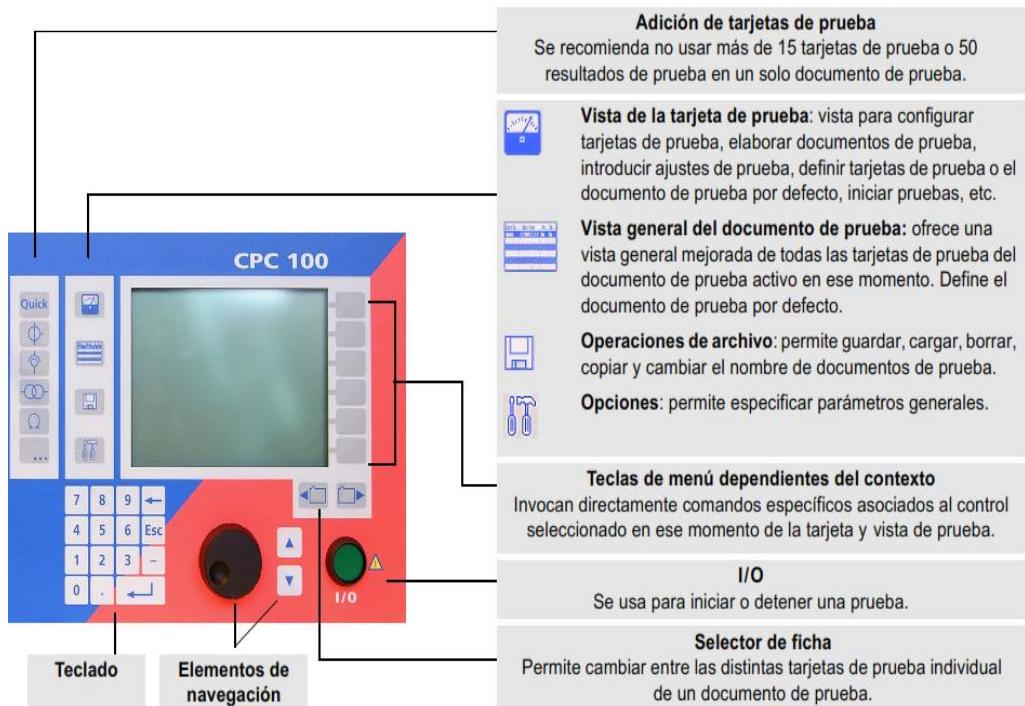 Adición de tarjetas de prueba
Se recomienda no usar más de 15 tarjetas de prueba o 50
resultados de prueba en un solo documento de prueba.
Vista de la tarjeta de prueba: vista para configurar
tarjetas de prueba, elaborar documentos de prueba,
introducir ajustes de prueba, definir tarjetas de prueba o el
documento de prueba por defecto, iniciar pruebas, etc.
Vista general del documento de prueba: ofrece una
vista general mejorada de todas las tarjetas de prueba del
documento de prueba activo en ese momento. Define el
documento de prueba por defecto.
Operaciones de archivo: permite guardar, cargar, borrar,
copiar y cambiar el nombre de documentos de prueba.
Opciones: permite especificar parámetros generales.
Teclas de menú dependientes del contexto
Invocan directamente comandos específicos asociados al control
seleccionado en ese momento de la tarjeta y vista de prueba.
I/O
Se usa para iniciar o detener una prueba.
Selector de ficha
Permite cambiar entre las distintas tarjetas de prueba individual
de un documento de prueba.
CPC 100
Quick
Ω
...
7 8 9 ←
4 5 6 Esc
1 2 3 –
0 .
I/O
Teclado
Elementos de
navegación